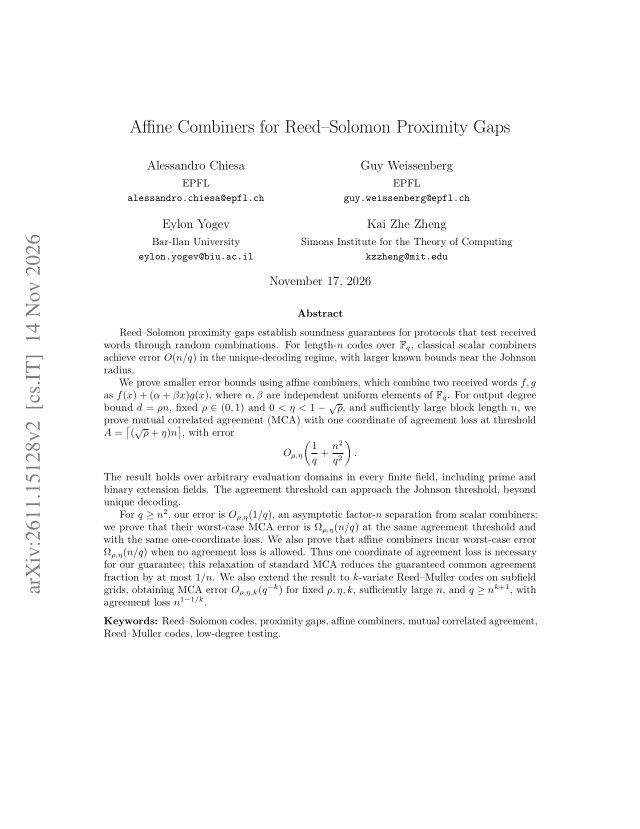 Affine Combiners for Reed–Solomon Proximity Gaps
Alessandro Chiesa
EPFL
alessandro.chiesa@epfl.ch
Guy Weissenberg
EPFL
guy.weissenberg@epfl.ch
Eylon Yogev
Bar-Ilan University
eylon.yogev@biu.ac.il
Kai Zhe Zheng
Simons Institute for the Theory of Computing
kzzheng@mit.edu
November 17, 2026
Abstract
Reed–Solomon proximity gaps establish soundness guarantees for protocols that test received
words through random combinations. For length-n codes over 𝔽q, classical scalar combiners
achieve error O(n/q) in the unique-decoding regime, with larger known bounds near the Johnson
radius.
We prove smaller error bounds using affine combiners, which combine two received words f, g
as f(x) + (α + βx)g(x), where α, β are independent uniform elements of 𝔽q. For output degree
bound d = ρn, fixed ρ ∈ (0, 1) and 0 < η < 1 − √ρ, and sufficiently large block length n, we
prove mutual correlated agreement (MCA) with one coordinate of agreement loss at threshold
A = ⌈(√ρ + η)n⌉, with error
Oρ,η(1/q + n²/q²).
The result holds over arbitrary evaluation domains in every finite field, including prime and
binary extension fields. The agreement threshold can approach the Johnson threshold, beyond
unique decoding.
For q ≥ n², our error is Oρ,η(1/q), an asymptotic factor-n separation from scalar combiners:
we prove that their worst-case MCA error is Ωρ,η(n/q) at the same agreement threshold and
with the same one-coordinate loss. We also prove that affine combiners incur worst-case error
Ωρ,η(n/q) when no agreement loss is allowed. Thus one coordinate of agreement loss is necessary
for our guarantee; this relaxation of standard MCA reduces the guaranteed common agreement
fraction by at most 1/n. We also extend the result to k-variate Reed–Muller codes on subfield
grids, obtaining MCA error Oρ,η,k(q⁻ᵏ) for fixed ρ, η, k, sufficiently large n, and q ≥ nᵏ⁺¹, with
agreement loss n¹⁻¹/ᵏ.
Keywords: Reed–Solomon codes, proximity gaps, affine combiners, mutual correlated agreement,
Reed–Muller codes, low-degree testing.
arXiv:2611.15128v2 [cs.IT] 14 Nov 2026